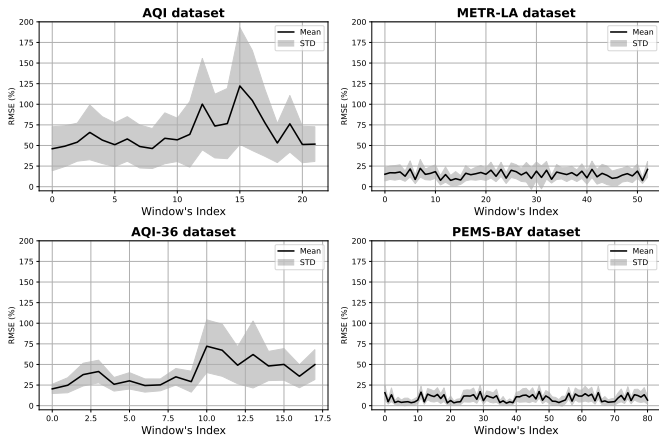 AQI dataset
200
175
150
125
100
75
50
25
0
RMSE (%)
0 5 10 15 20
Window's Index
Mean
STD
METR-LA dataset
200
175
150
125
100
75
50
25
0
RMSE (%)
0 10 20 30 40 50
Window's Index
Mean
STD
AQI-36 dataset
200
175
150
125
100
75
50
25
0
RMSE (%)
0.0 2.5 5.0 7.5 10.0 12.5 15.0 17.5
Window's Index
Mean
STD
PEMS-BAY dataset
200
175
150
125
100
75
50
25
0
RMSE (%)
0 10 20 30 40 50 60 70 80
Window's Index
Mean
STD